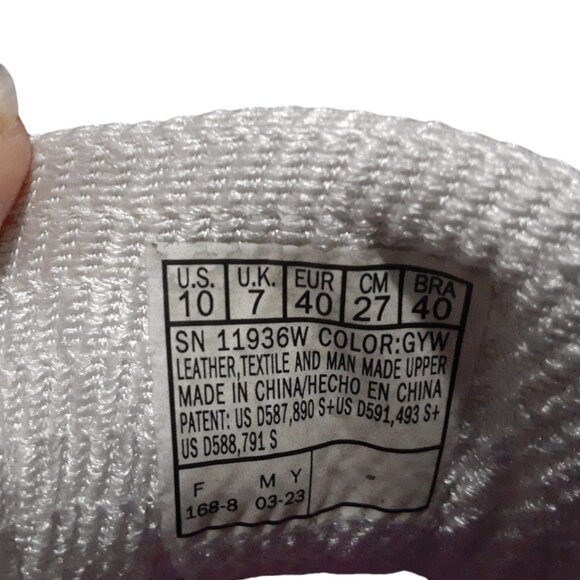 U.S. U.K. EUR CM BRA
10 7 40 27 40
SN 11936W COLOR:GYW
LEATHER,TEXTILE AND MAN MADE UPPER
MADE IN CHINA/HECHO EN CHINA
PATENT: US D587,890 S+US D591,493 S+
US D588,791 S
F M Y
168-8 03-23